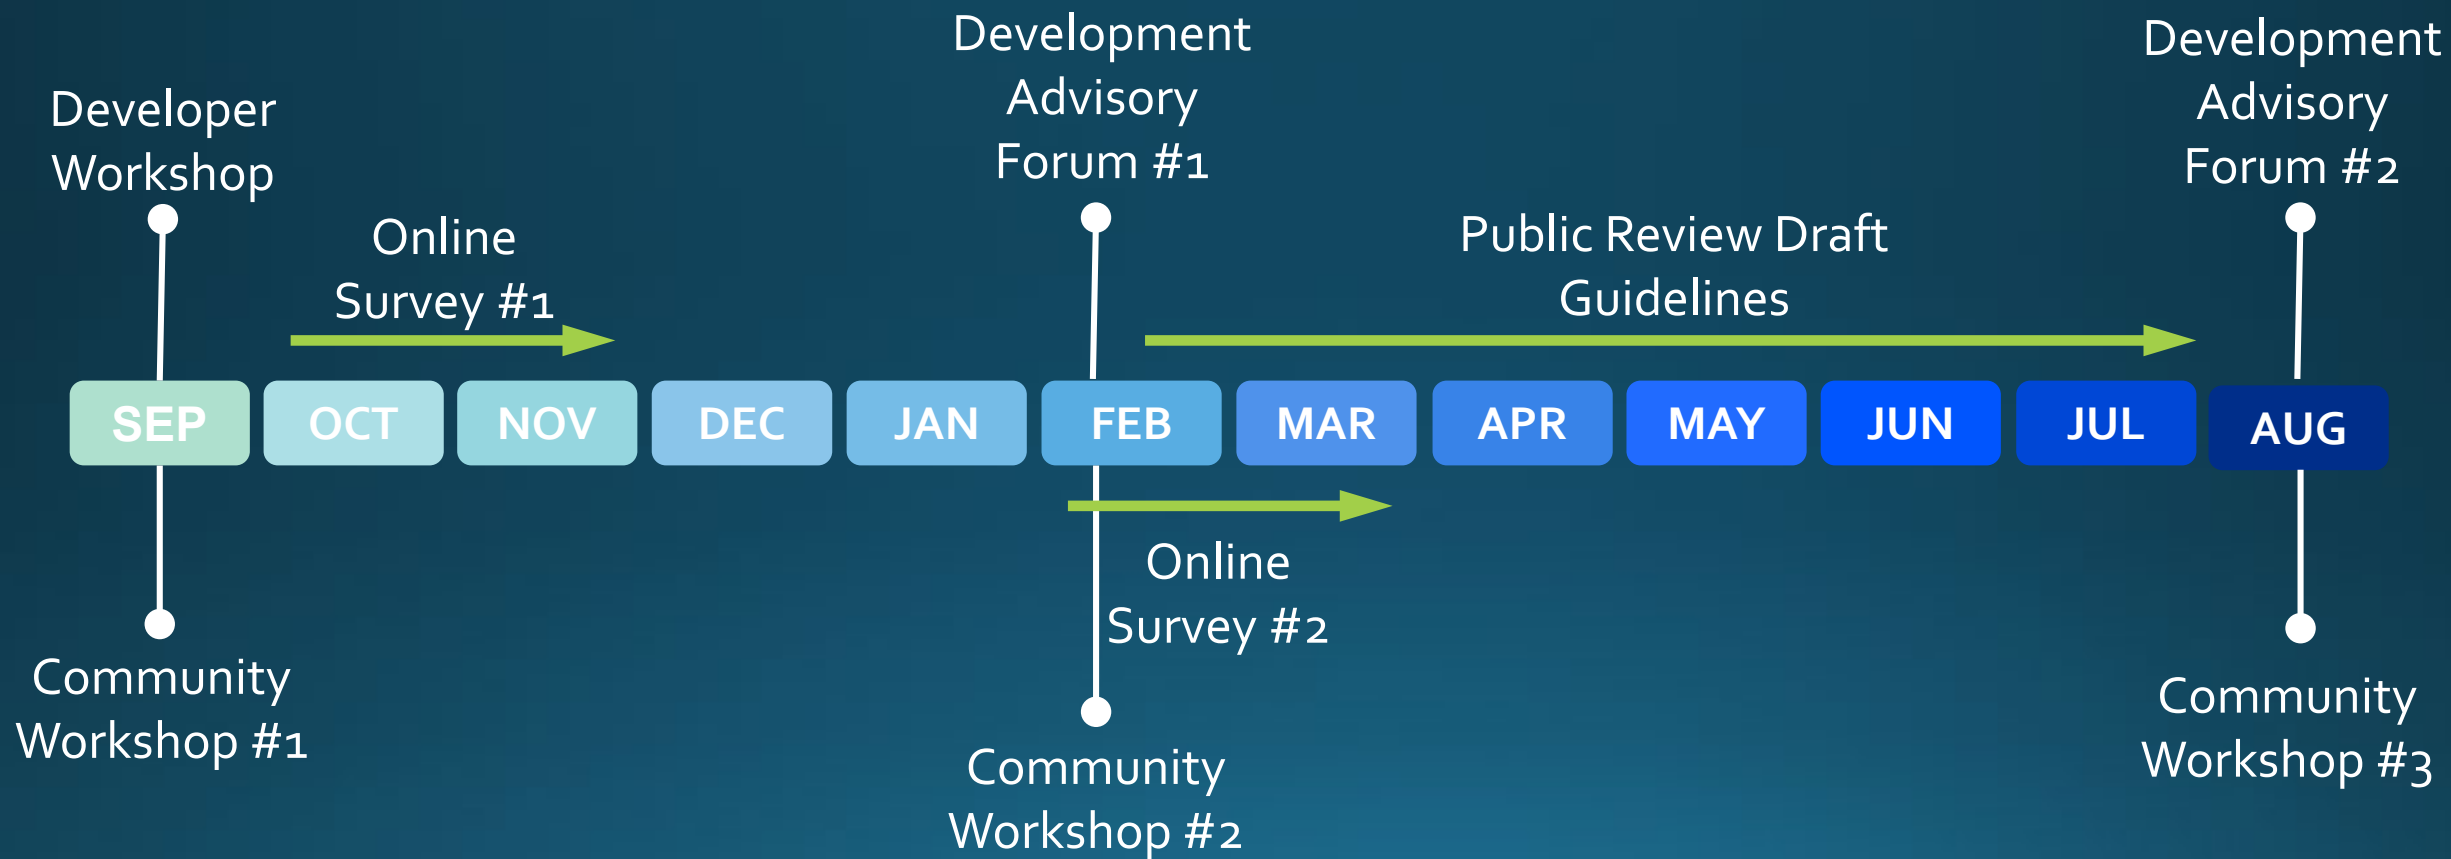 Developer
Workshop
Online
Survey #1
Development
Advisory
Forum #1
Public Review Draft
Guidelines
Development
Advisory
Forum #2
SEP
OCT
NOV
DEC
JAN
FEB
MAR
APR
MAY
JUN
JUL
AUG
Community
Workshop #1
Online
Survey #2
Community
Workshop #2
Community
Workshop #3